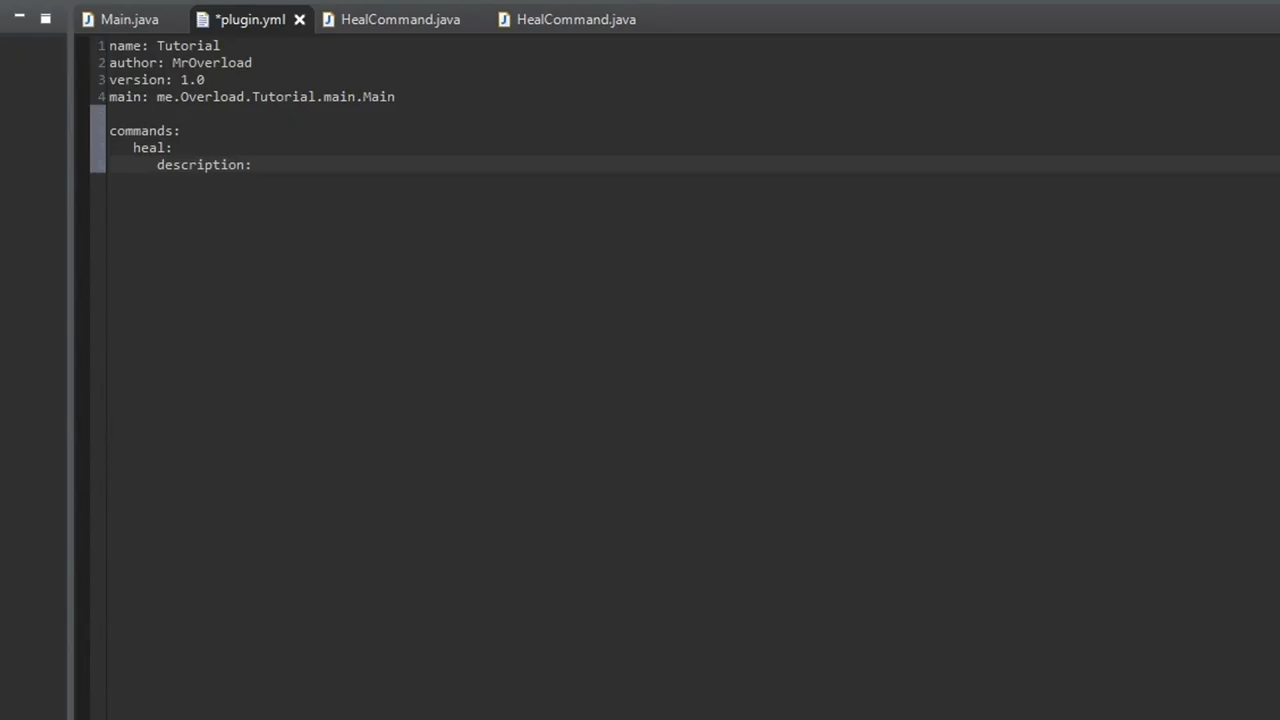 Main.java *plugin.yml HealCommand.java HealCommand.java
1 name: Tutorial
2 author: MrOverload
3 version: 1.0
4 main: me.Overload.Tutorial.main.Main
commands:
heal:
description: